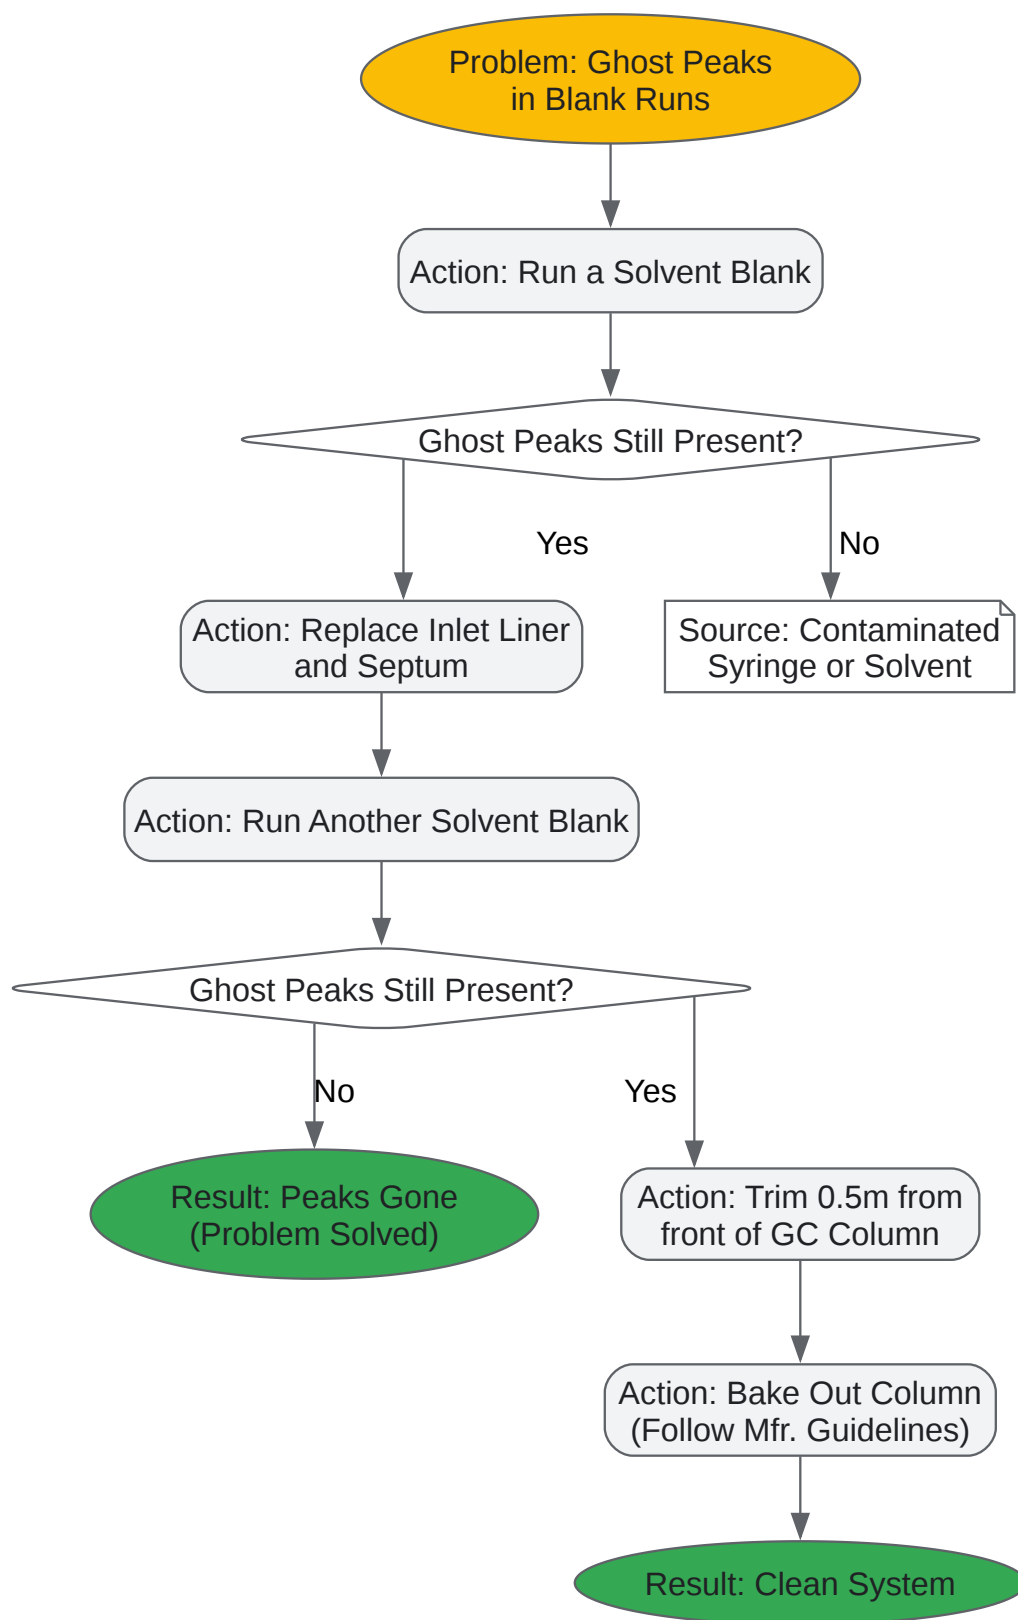 Problem: Ghost Peaks
in Blank Runs
Action: Run a Solvent Blank
Ghost Peaks Still Present?
Yes
No
Action: Replace Inlet Liner
and Septum
Source: Contaminated
Syringe or Solvent
Action: Run Another Solvent Blank
Ghost Peaks Still Present?
No
Yes
Result: Peaks Gone
(Problem Solved)
Action: Trim 0.5m from
front of GC Column
Action: Bake Out Column
(Follow Mfr. Guidelines)
Result: Clean System